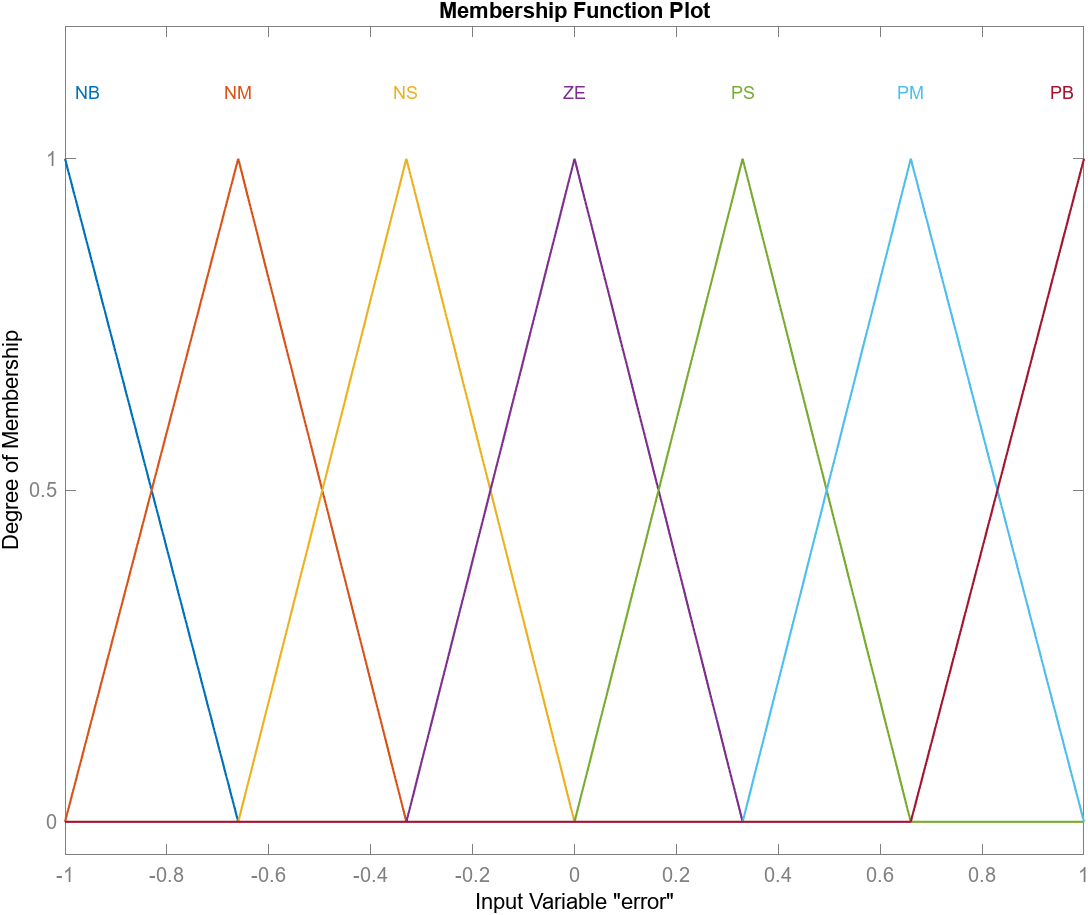 Membership Function Plot
NB NM NS ZE PS PM PB
1
0.5
0
Degree of Membership
-1 -0.8 -0.6 -0.4 -0.2 0 0.2 0.4 0.6 0.8 1
Input Variable "error"